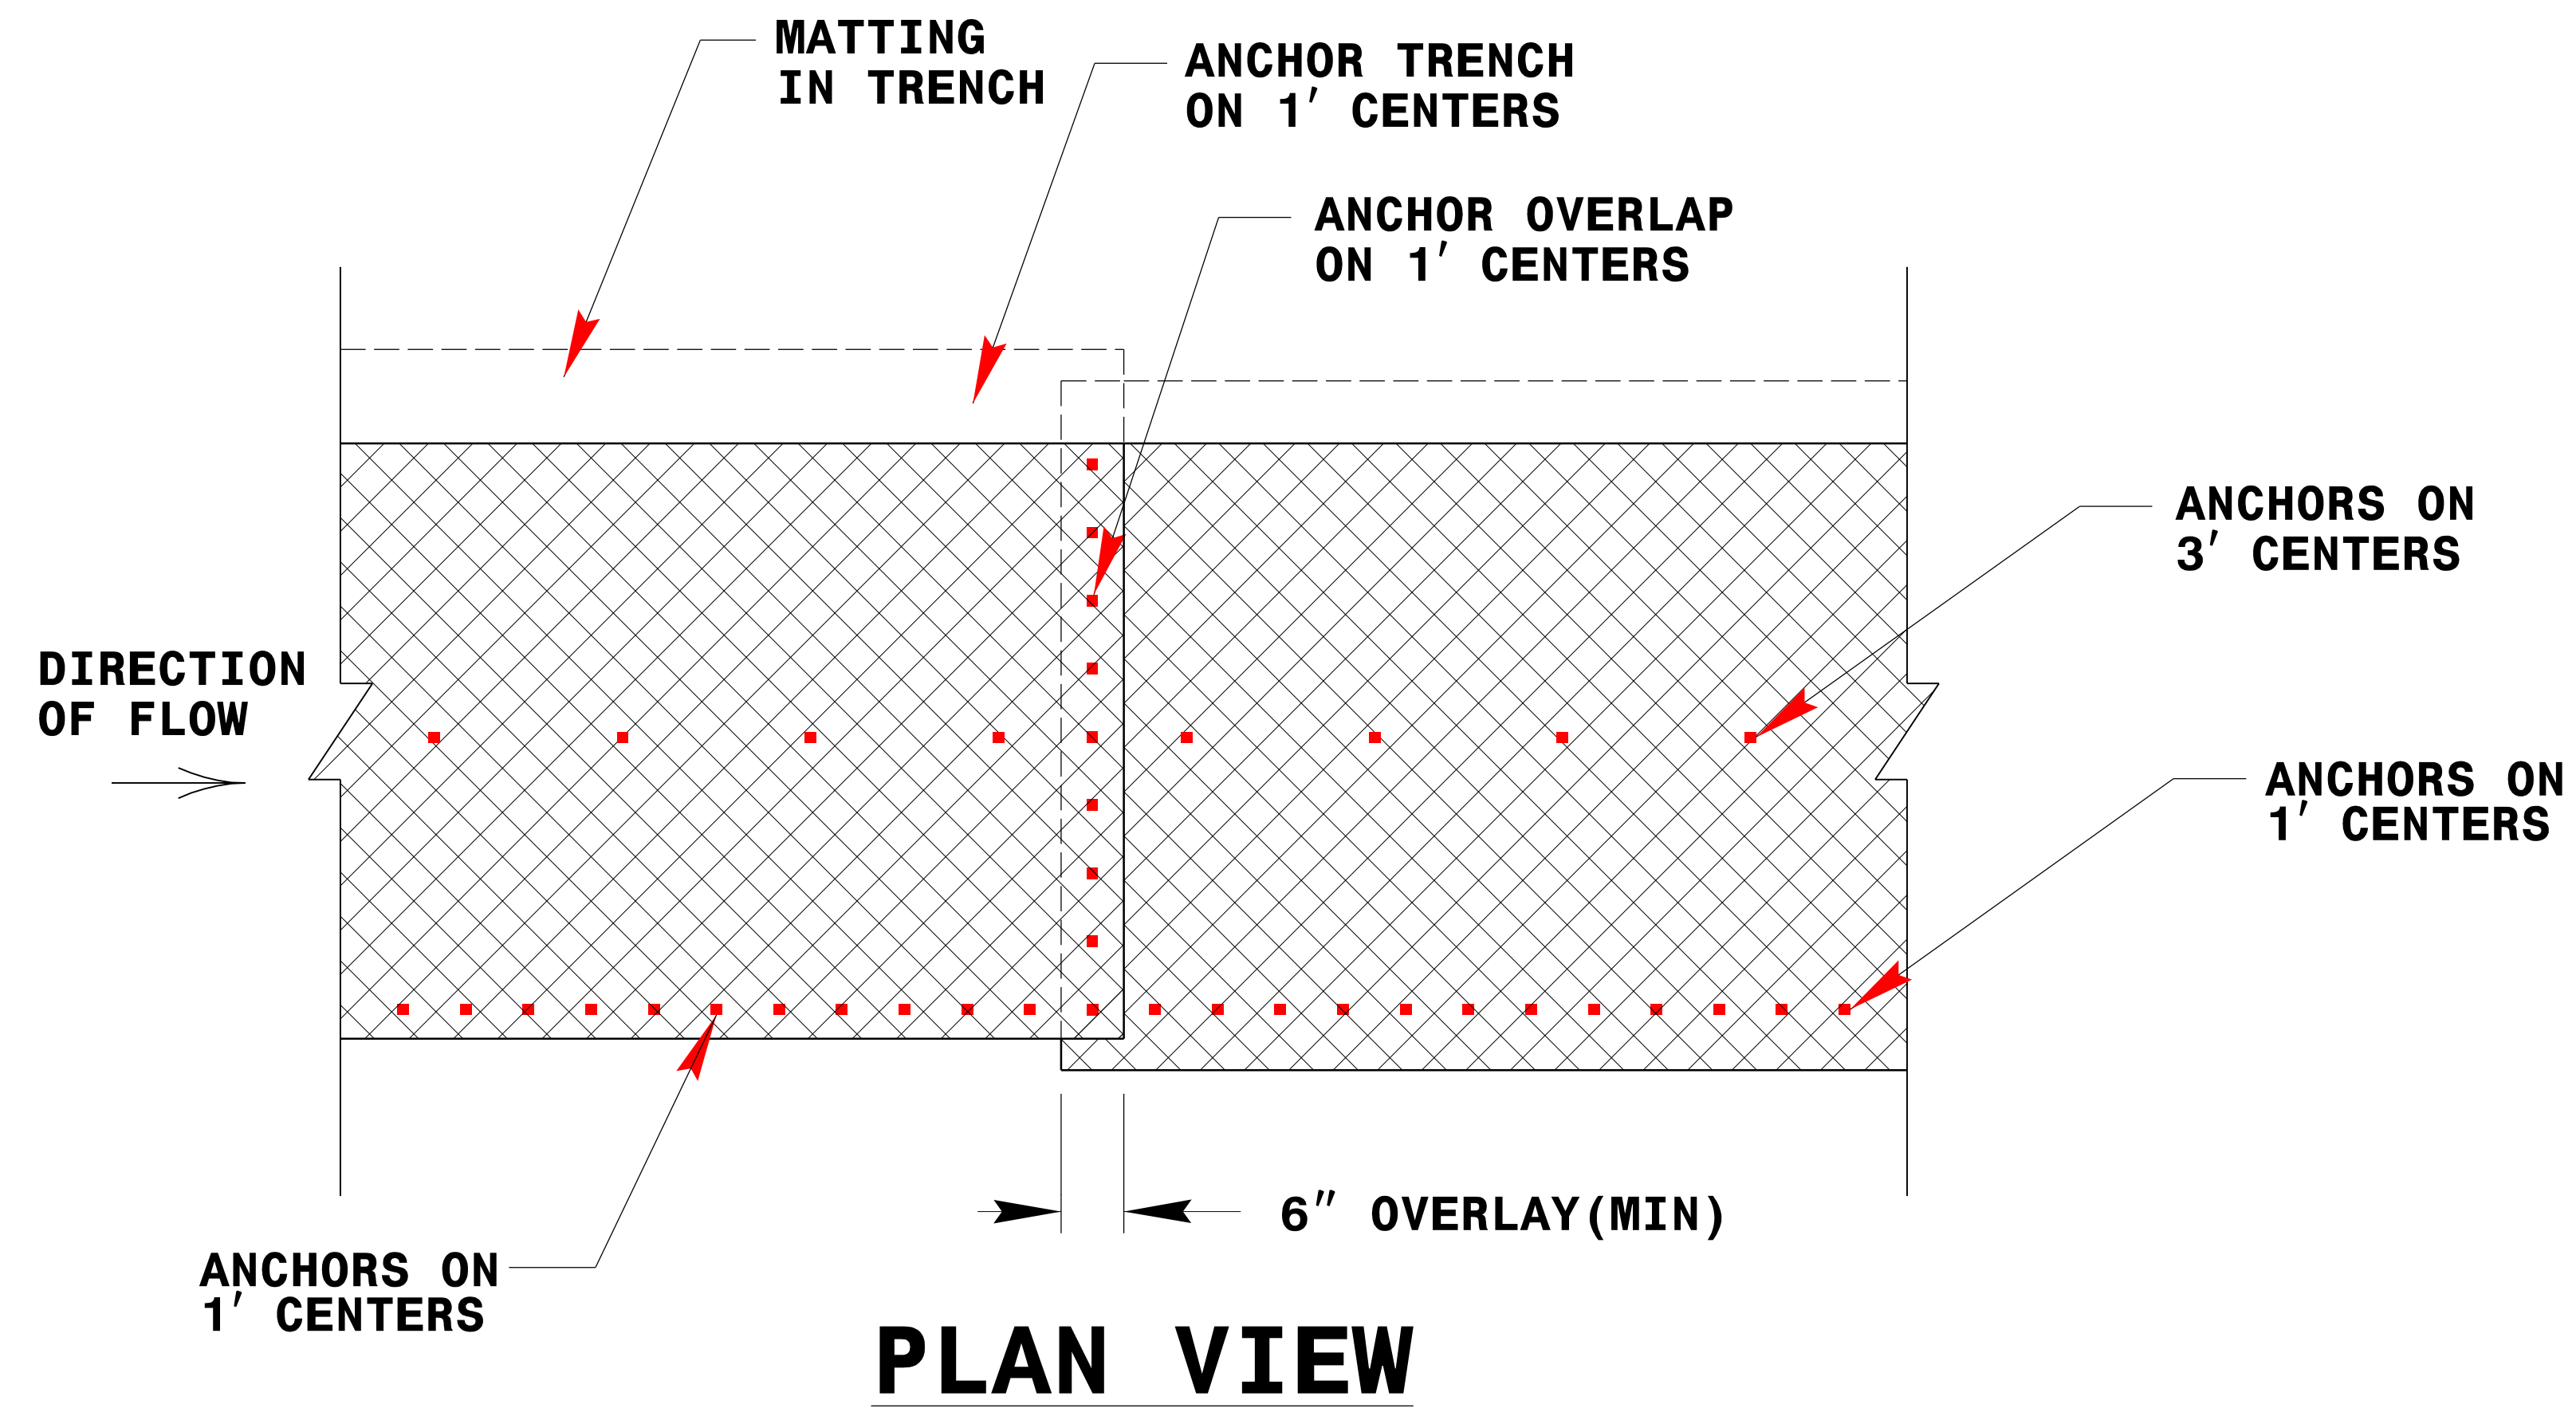 MATTING
IN TRENCH
ANCHOR TRENCH
ON 1' CENTERS
ANCHOR OVERLAP
ON 1' CENTERS
ANCHORS ON
3' CENTERS
DIRECTION
OF FLOW
ANCHORS ON
1' CENTERS
6" OVERLAY(MIN)
ANCHORS ON
1' CENTERS
PLAN VIEW